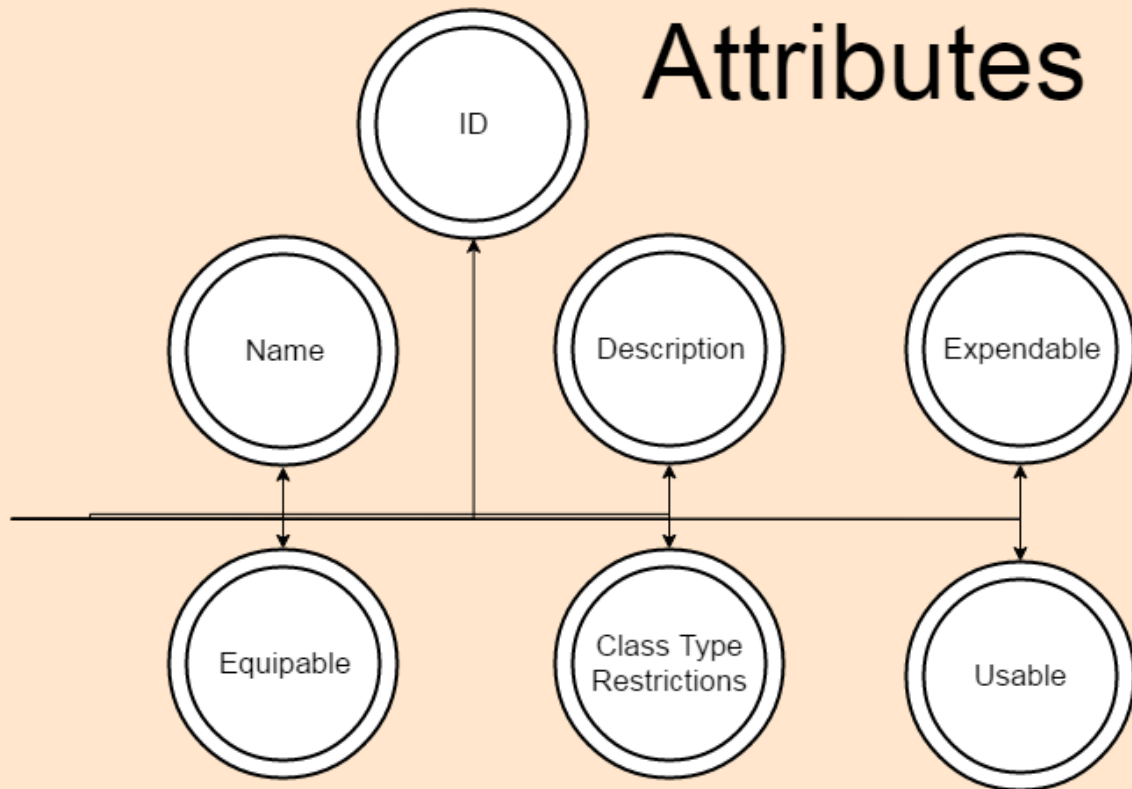 Attributes
ID
Name
Description
Expendable
Equipable
Class Type
Restrictions
Usable